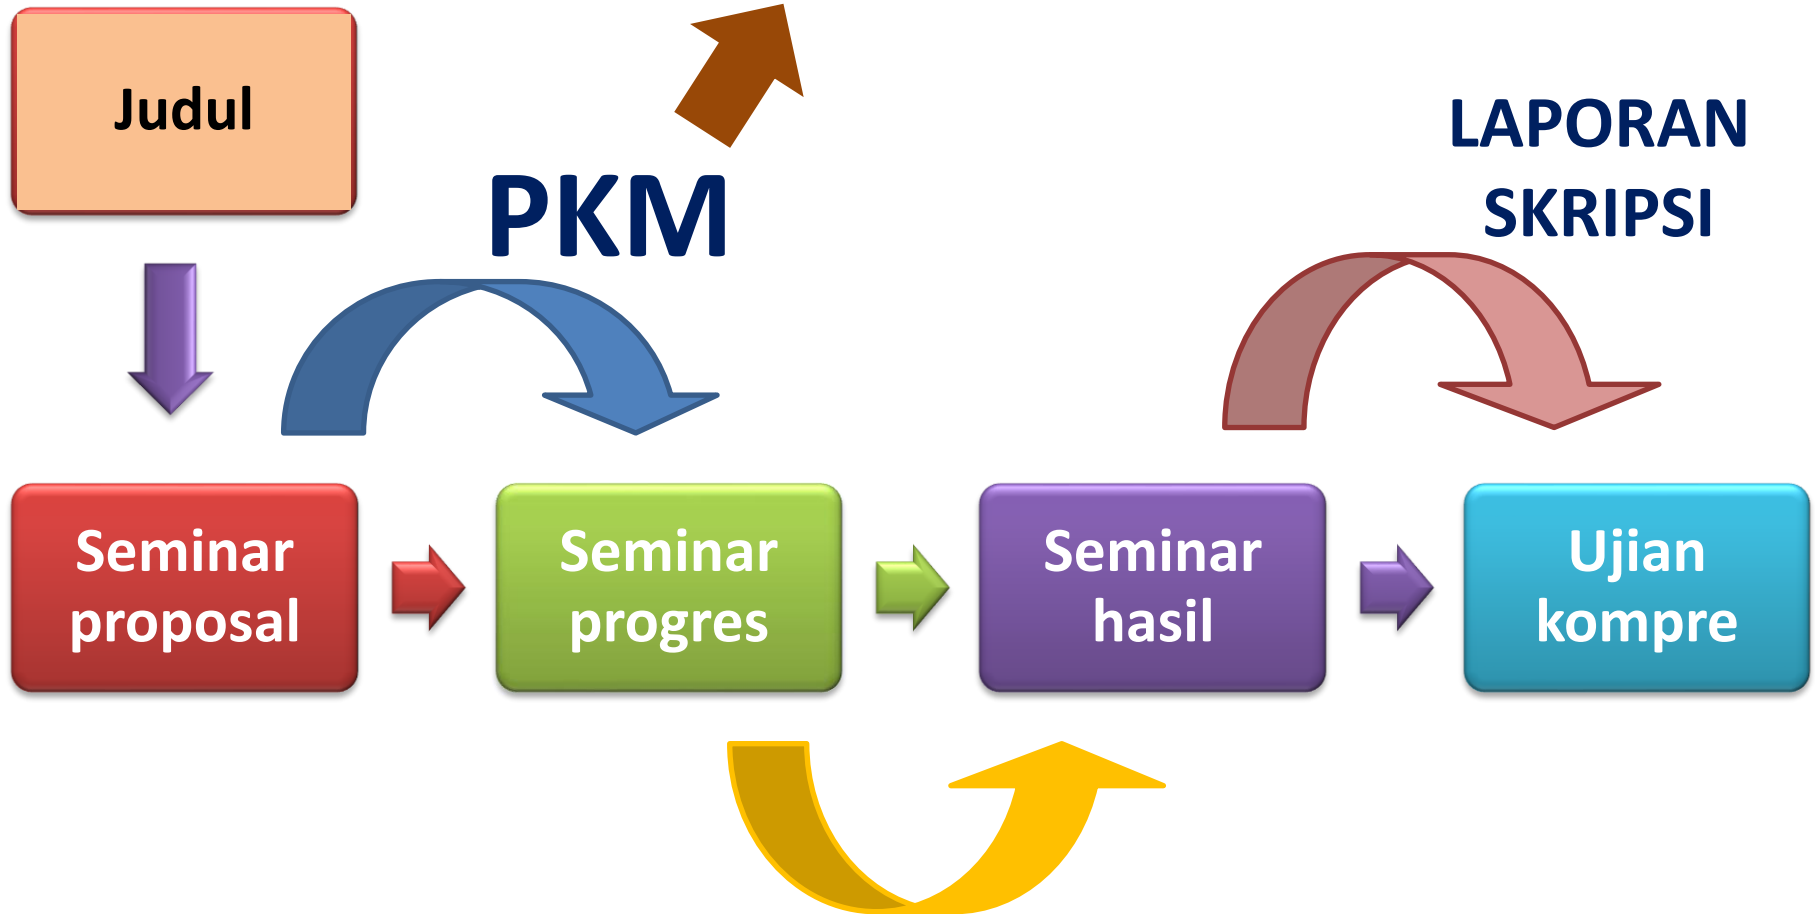 Judul
PKM
LAPORAN
SKRIPSI
Seminar
proposal
Seminar
progres
Seminar
hasil
Ujian
kompre